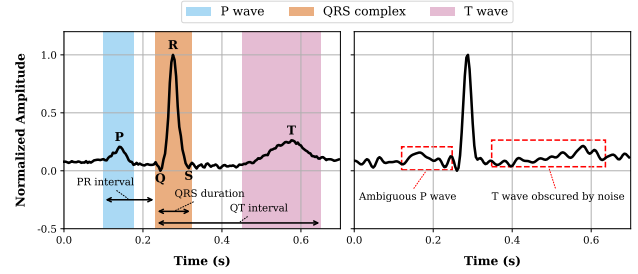 P wave QRS complex T wave
Normalized Amplitude
1.0
0.5
0.0
-0.5
R
P
T
Q
S
PR interval
QRS duration
QT interval
0.0 0.2 0.4 0.6
Time (s)
Ambiguous P wave
T wave obscured by noise
0.0 0.2 0.4 0.6
Time (s)